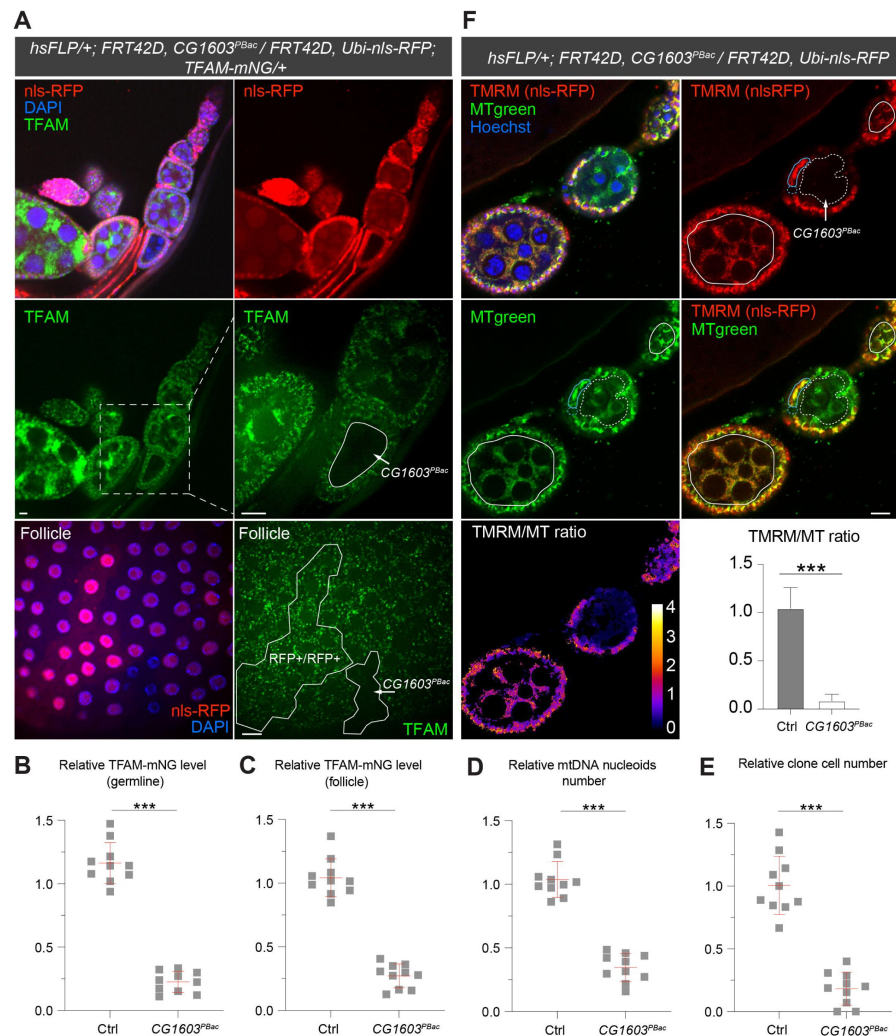 A
hsFLP/+; FRT42D, CG1603PBac / FRT42D, Ubi-nls-RFP;
TFAM-mNG/+
nls-RFP
DAPI
TFAM
nls-RFP
TFAM
TFAM
CG1603PBac
Follicle
nls-RFP
DAPI
Follicle
RFP+/RFP+
CG1603PBac
TFAM
F
hsFLP/+; FRT42D, CG1603PBac / FRT42D, Ubi-nls-RFP
TMRM (nls-RFP)
MTgreen
Hoechst
TMRM (nlsRFP)
CG1603PBac
MTgreen
TMRM (nls-RFP)
MTgreen
TMRM/MT ratio
4
3
2
1
0
TMRM/MT ratio
***
1.5
1.0
0.5
0.0
Ctrl
CG1603PBac
B
Relative TFAM-mNG level
(germline)
***
1.5
1.0
0.5
0
Ctrl
CG1603PBac
C
Relative TFAM-mNG level
(follicle)
***
1.5
1.0
0.5
0
Ctrl
CG1603PBac
D
Relative mtDNA nucleoids
number
***
1.5
1.0
0.5
0
Ctrl
CG1603PBac
E
Relative clone cell number
***
1.5
1.0
0.5
0
Ctrl
CG1603PBac